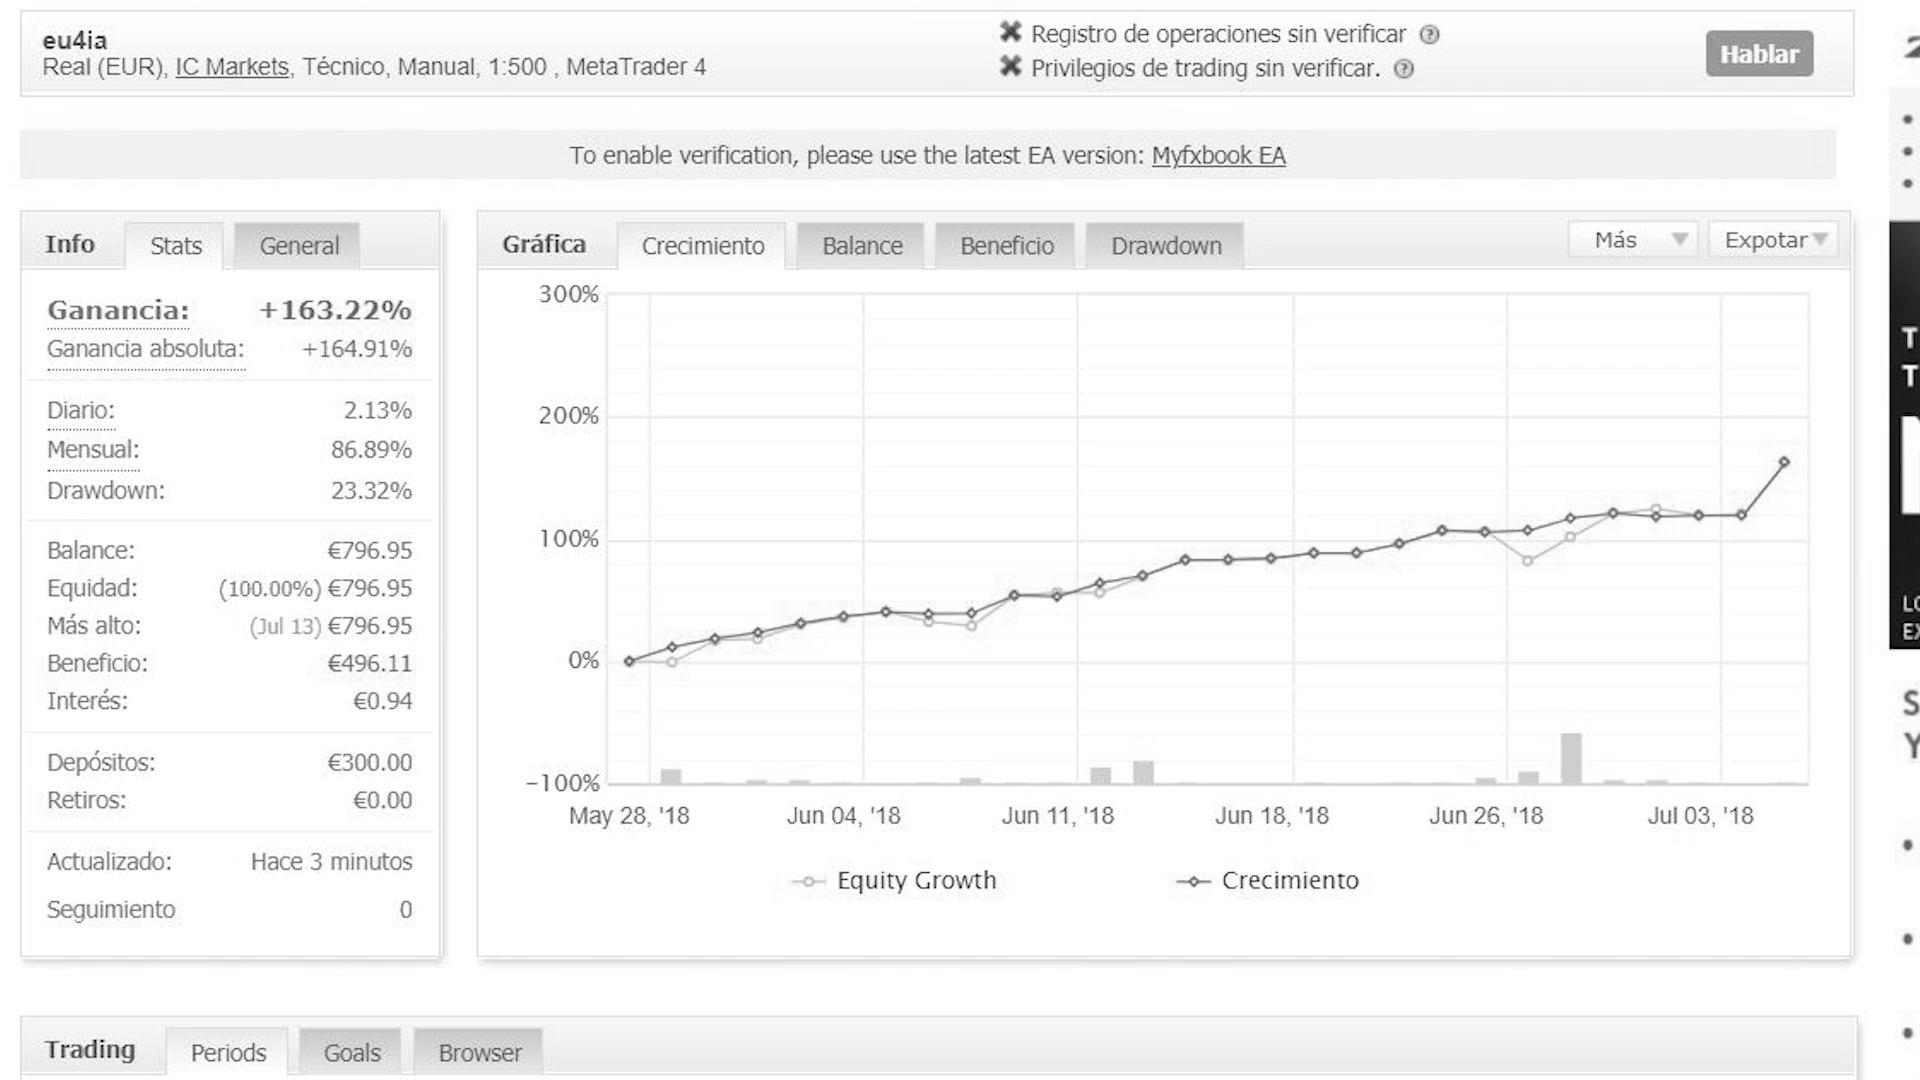 eu4ia
Real (EUR), IC Markets, Técnico, Manual, 1:500 , MetaTrader 4
Registro de operaciones sin verificar
Privilegios de trading sin verificar.
Hablar
To enable verification, please use the latest EA version: Myfxbook EA
Info Stats General
Ganancia: +163.22%
Ganancia absoluta: +164.91%
Diario: 2.13%
Mensual: 86.89%
Drawdown: 23.32%
Balance: €796.95
Equidad: (100.00%) €796.95
Más alto: (Jul 13) €796.95
Beneficio: €496.11
Interés: €0.94
Depósitos: €300.00
Retiros: €0.00
Actualizado: Hace 3 minutos
Seguimiento 0
Gráfica Crecimiento Balance Beneficio Drawdown Más Expotar
300%
200%
100%
0%
-100%
May 28, '18 Jun 04, '18 Jun 11, '18 Jun 18, '18 Jun 26, '18 Jul 03, '18
Equity Growth Crecimiento
Trading Periods Goals Browser